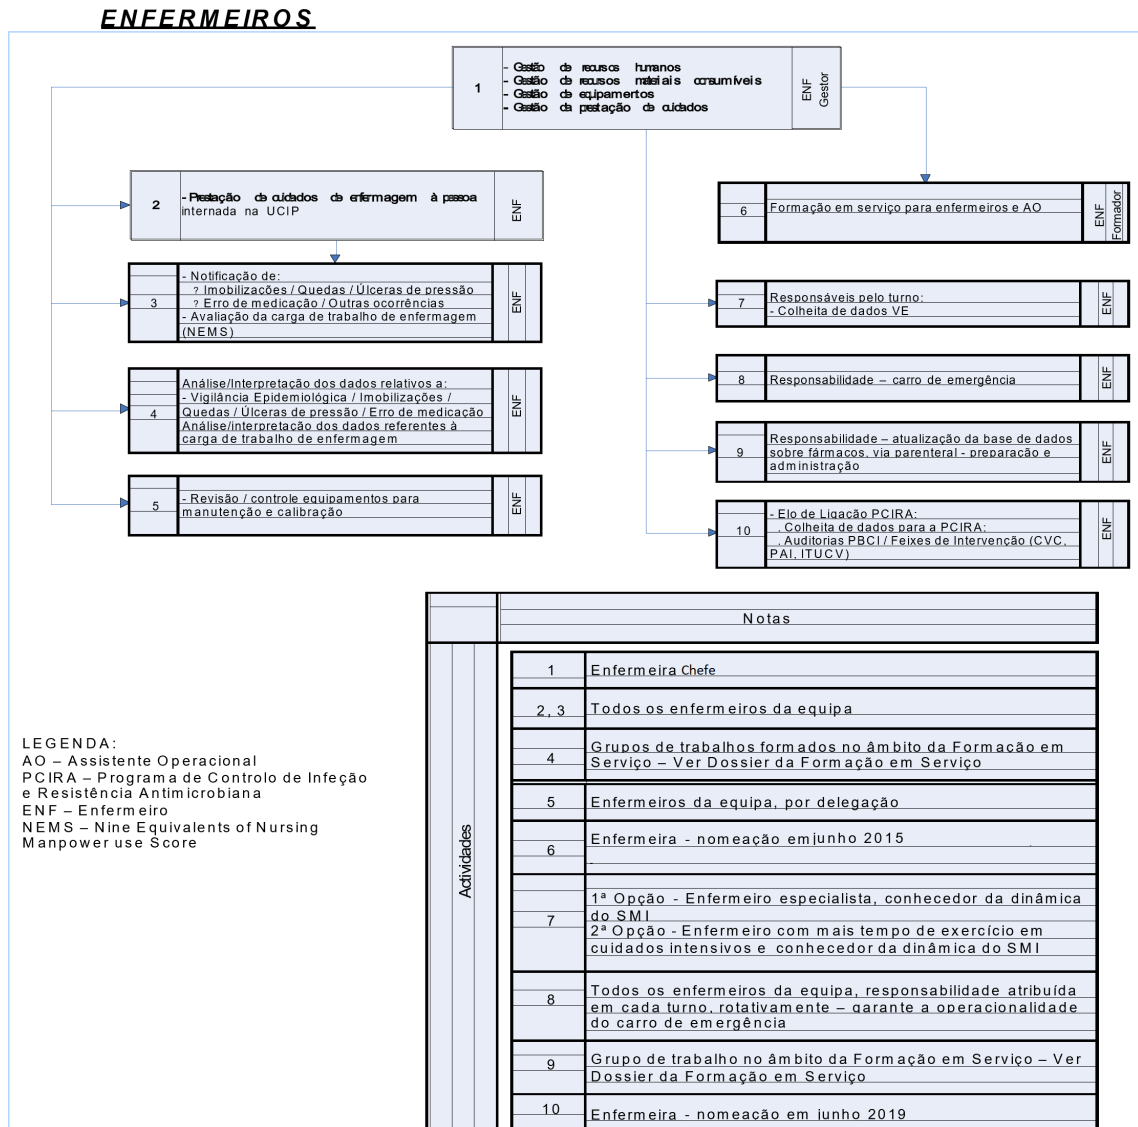 ENFERMEIROS
1
- Gestão de recursos humanos
- Gestão de recursos materiais consumíveis
- Gestão de equipamentos
- Gestão da prestação de cuidados
ENF
Gestor
2
- Prestação de cuidados de enfermagem à pessoa
internada na UCIP
ENF
3
- Notificação de:
? Imobilizações / Quedas / Úlceras de pressão
? Erro de medicação / Outras ocorrências
- Avaliação da carga de trabalho de enfermagem
(NEMS)
ENF
4
Análise/Interpretação dos dados relativos a:
- Vigilância Epidemiológica / Imobilizações /
Quedas / Úlceras de pressão / Erro de medicação
Análise/interpretação dos dados referentes à
carga de trabalho de enfermagem
ENF
5
- Revisão / controle equipamentos para
manutenção e calibração
ENF
6
Formação em serviço para enfermeiros e AO
ENF
Formador
7
Responsáveis pelo turno:
- Colheita de dados VE
ENF
8
Responsabilidade – carro de emergência
ENF
9
Responsabilidade – atualização da base de dados
sobre fármacos, via parenteral - preparação e
administração
ENF
10
- Elo de Ligação PCIRA:
. Colheita de dados para a PCIRA:
. Auditorias PBCI / Feixes de Intervenção (CVC,
PAI, ITUCV)
ENF
LEGENDA:
AO – Assistente Operacional
PCIRA – Programa de Controlo de Infeção
e Resistência Antimicrobiana
ENF – Enfermeiro
NEMS – Nine Equivalents of Nursing
Manpower use Score
Notas
Actividades
1
Enfermeira Chefe
2, 3
Todos os enfermeiros da equipa
4
Grupos de trabalhos formados no âmbito da Formação em
Serviço – Ver Dossier da Formação em Serviço
5
Enfermeiros da equipa, por delegação
6
Enfermeira - nomeação em junho 2015
-
7
1ª Opção - Enfermeiro especialista, conhecedor da dinâmica
do SMI
2ª Opção - Enfermeiro com mais tempo de exercício em
cuidados intensivos e conhecedor da dinâmica do SMI
8
Todos os enfermeiros da equipa, responsabilidade atribuída
em cada turno, rotativamente – garante a operacionalidade
do carro de emergência
9
Grupo de trabalho no âmbito da Formação em Serviço – Ver
Dossier da Formação em Serviço
10
Enfermeira - nomeação em junho 2019